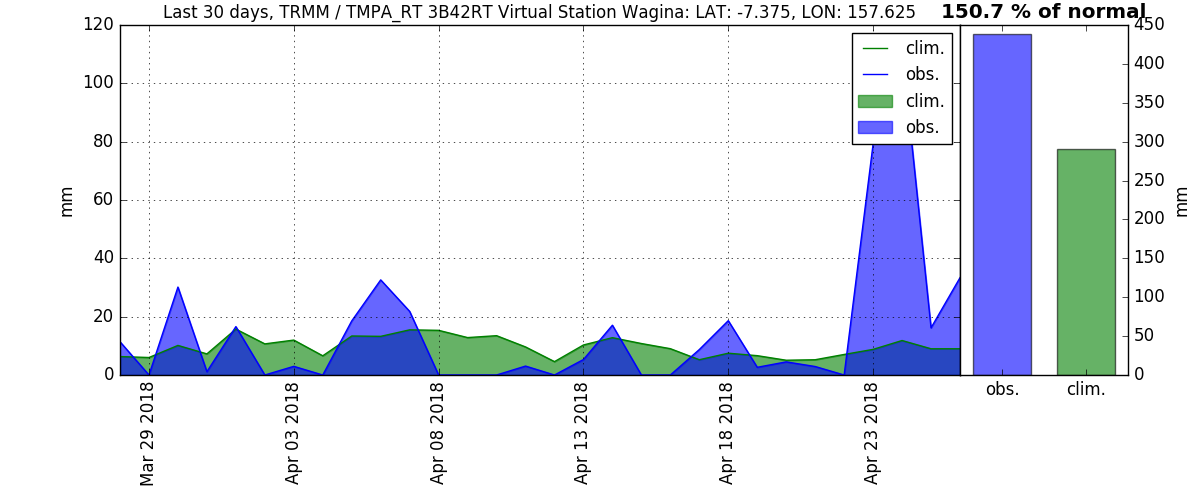 Last 30 days, TRMM / TMPA_RT 3B42RT Virtual Station Wagina: LAT: -7.375, LON: 157.625
150.7 % of normal
120
100
80
60
40
20
0
mm
clim.
obs.
clim.
obs.
Mar 29 2018
Apr 03 2018
Apr 08 2018
Apr 13 2018
Apr 18 2018
Apr 23 2018
450
400
350
300
250
200
150
100
50
0
mm
obs.
clim.